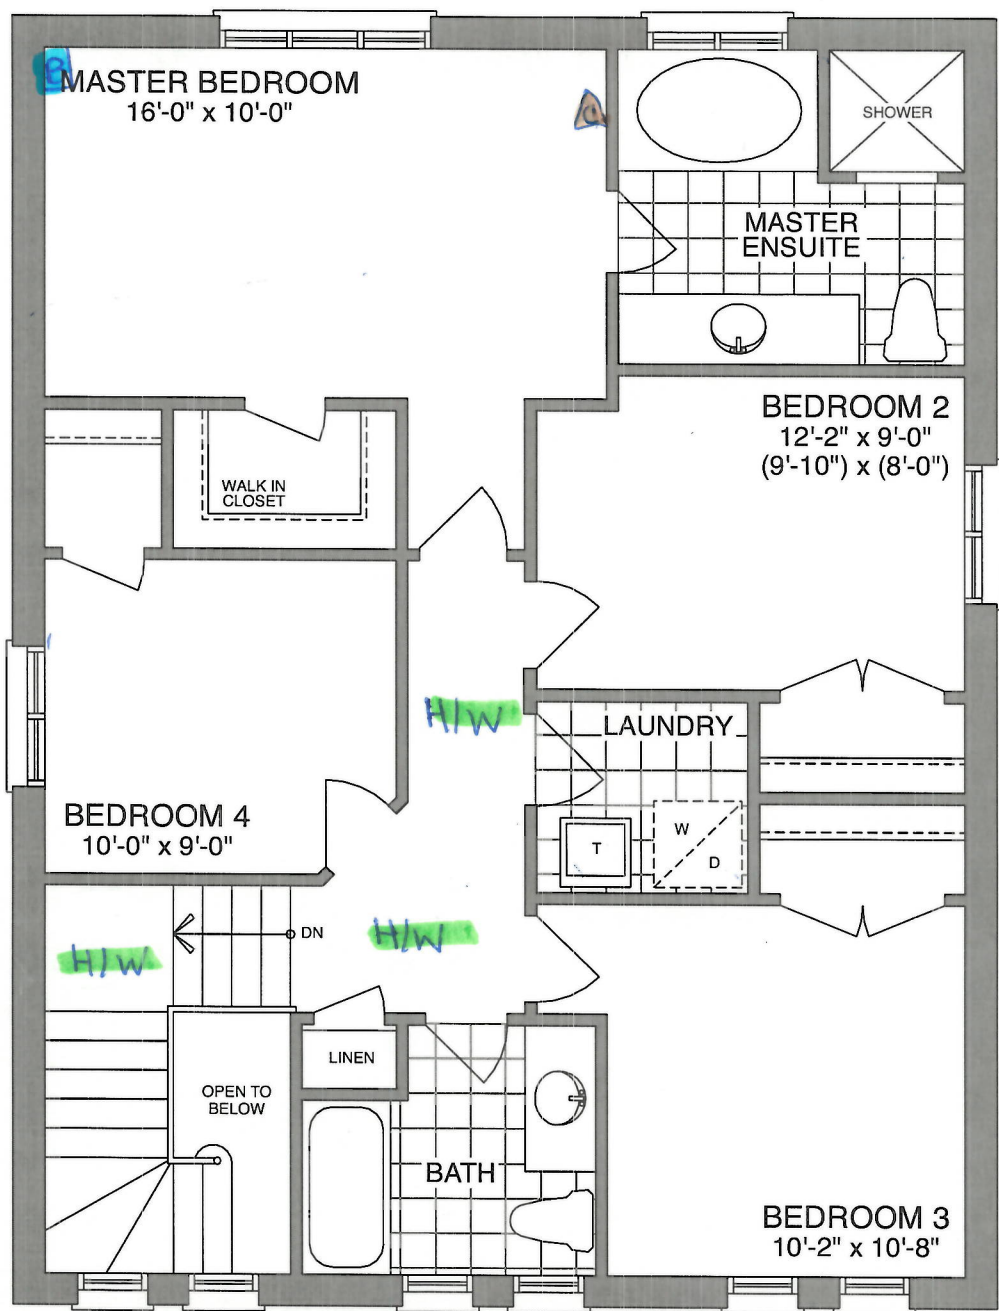 B
MASTER BEDROOM
16'-0" x 10'-0"
a
SHOWER
MASTER
ENSUITE
BEDROOM 2
12'-2" x 9'-0"
(9'-10") x (8'-0")
WALK IN
CLOSET
H/W
LAUNDRY
W
D
T
BEDROOM 4
10'-0" x 9'-0"
DN
H/W
H/W
LINEN
OPEN TO
BELOW
BATH
BEDROOM 3
10'-2" x 10'-8"